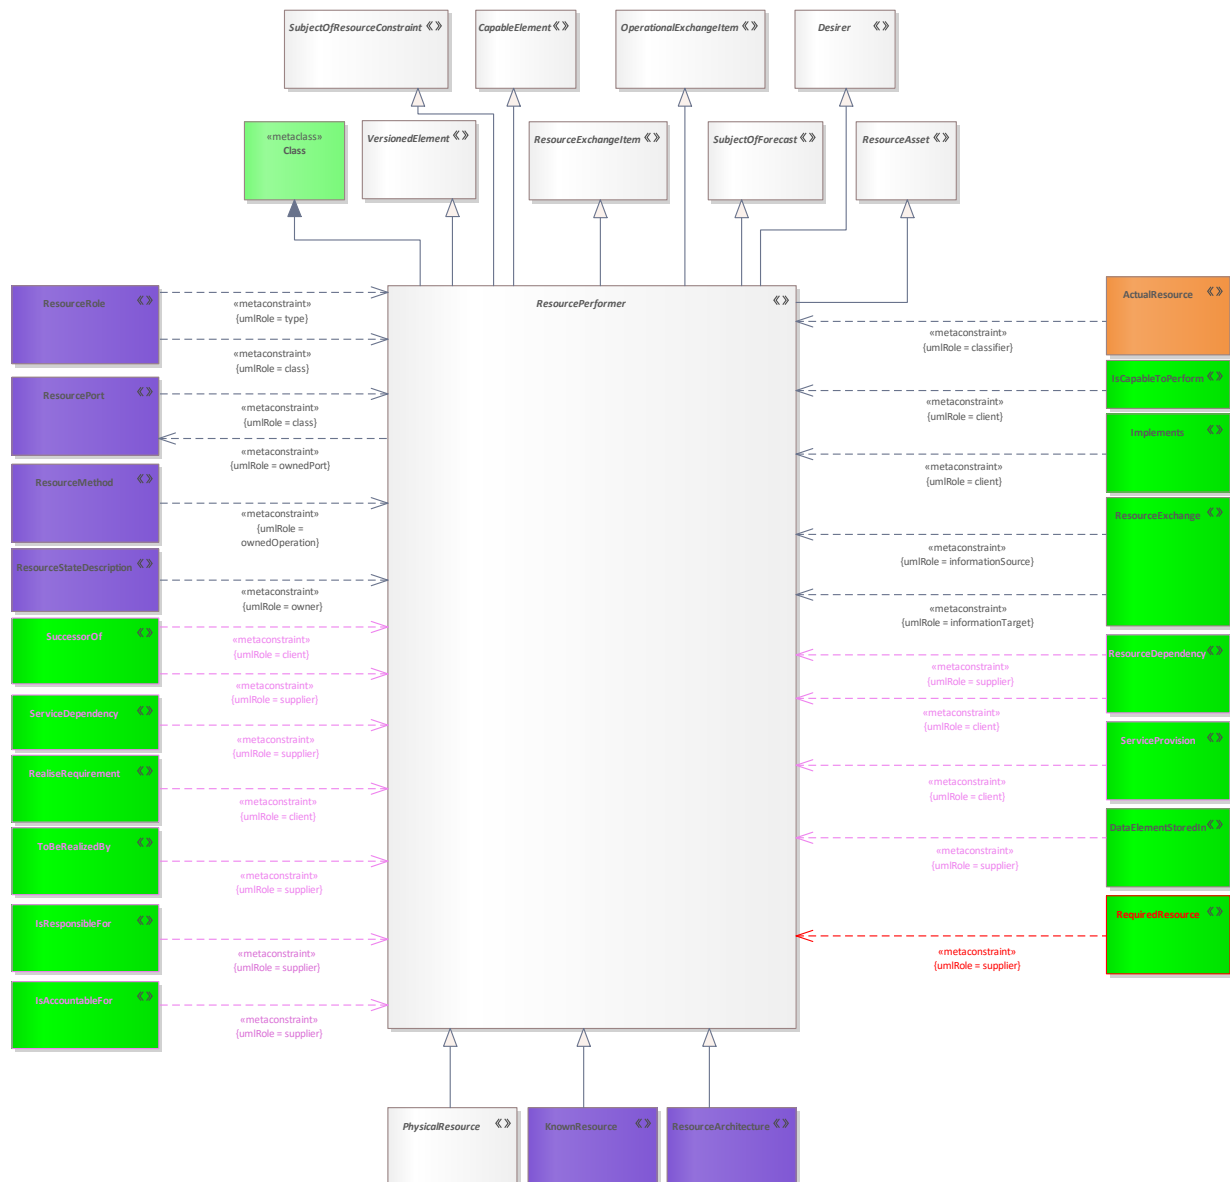 SubjectOfResourceConstraint
CapableElement
OperationalExchangeItem
Desirer
«metaclass»
Class
VersionedElement
ResourceExchangeItem
SubjectOfForecast
ResourceAsset
ResourcePerformer
ResourceRole
«metaconstraint»
{umlRole = type}
«metaconstraint»
{umlRole = class}
ResourcePort
«metaconstraint»
{umlRole = class}
«metaconstraint»
{umlRole = ownedPort}
ResourceMethod
«metaconstraint»
{umlRole =
ownedOperation}
ResourceStateDescription
«metaconstraint»
{umlRole = owner}
SuccessorOf
«metaconstraint»
{umlRole = client}
«metaconstraint»
{umlRole = supplier}
ServiceDependency
«metaconstraint»
{umlRole = supplier}
RealiseRequirement
«metaconstraint»
{umlRole = client}
ToBeRealizedBy
«metaconstraint»
{umlRole = supplier}
IsResponsibleFor
«metaconstraint»
{umlRole = supplier}
IsAccountableFor
«metaconstraint»
{umlRole = supplier}
ActualResource
«metaconstraint»
{umlRole = classifier}
IsCapableToPerform
«metaconstraint»
{umlRole = client}
Implements
«metaconstraint»
{umlRole = client}
ResourceExchange
«metaconstraint»
{umlRole = informationSource}
«metaconstraint»
{umlRole = informationTarget}
ResourceDependency
«metaconstraint»
{umlRole = supplier}
«metaconstraint»
{umlRole = client}
ServiceProvision
«metaconstraint»
{umlRole = client}
DataElementStoredIn
«metaconstraint»
{umlRole = supplier}
RequiredResource
«metaconstraint»
{umlRole = supplier}
PhysicalResource
KnownResource
ResourceArchitecture